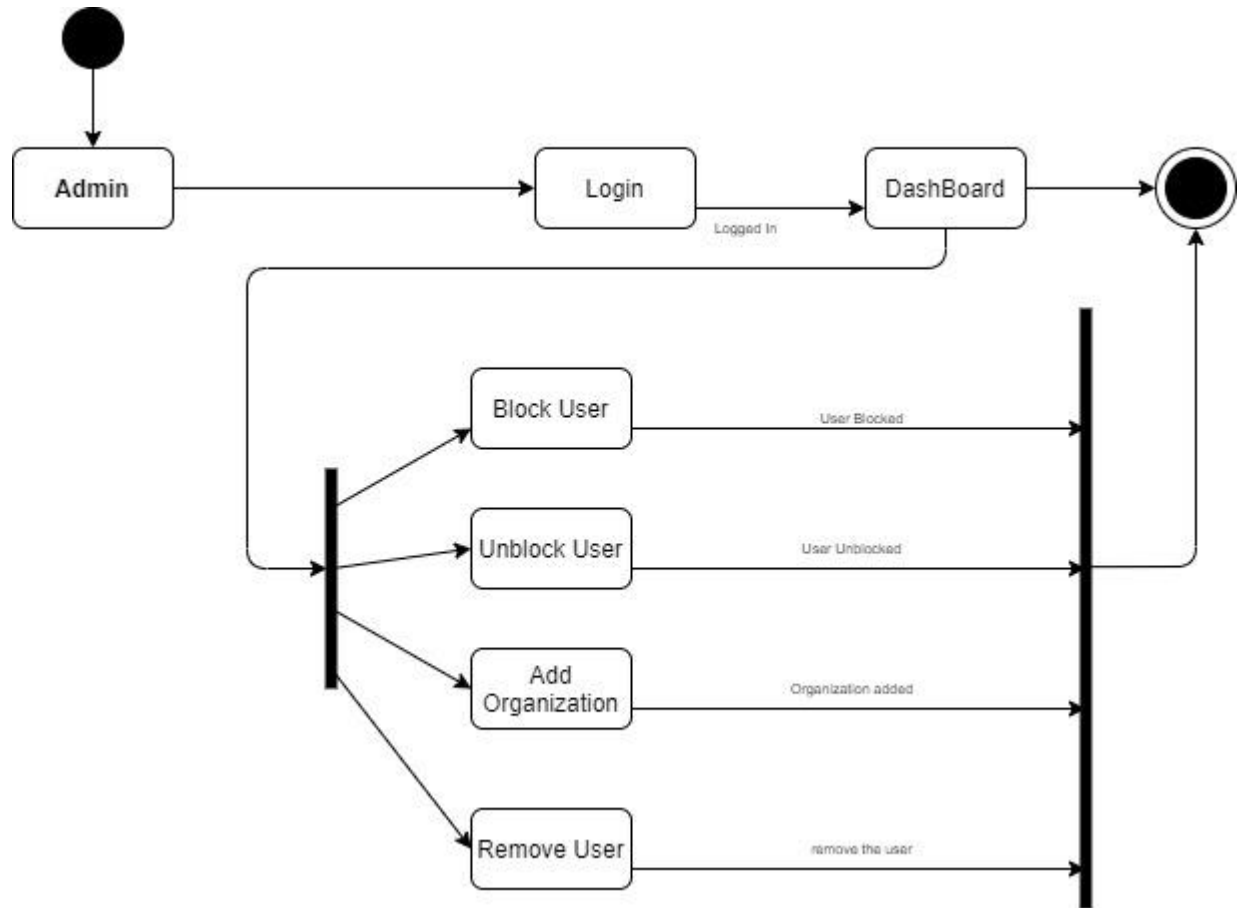 Admin
Login
DashBoard
Logged In
Block User
User Blocked
Unblock User
User Unblocked
Add
Organization
Organization added
Remove User
remove the user